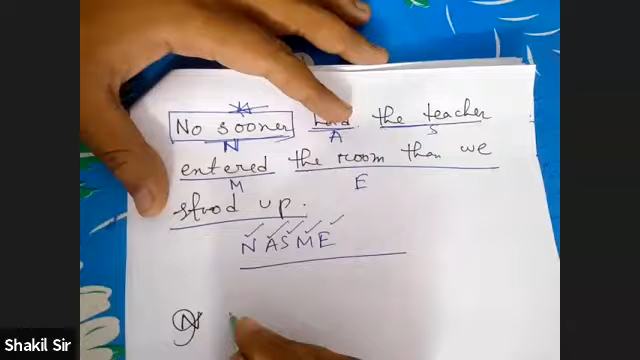 No sooner had the teacher
N A S
entered the room than we
M E
stood up.
NASME
N
Shakil Sir